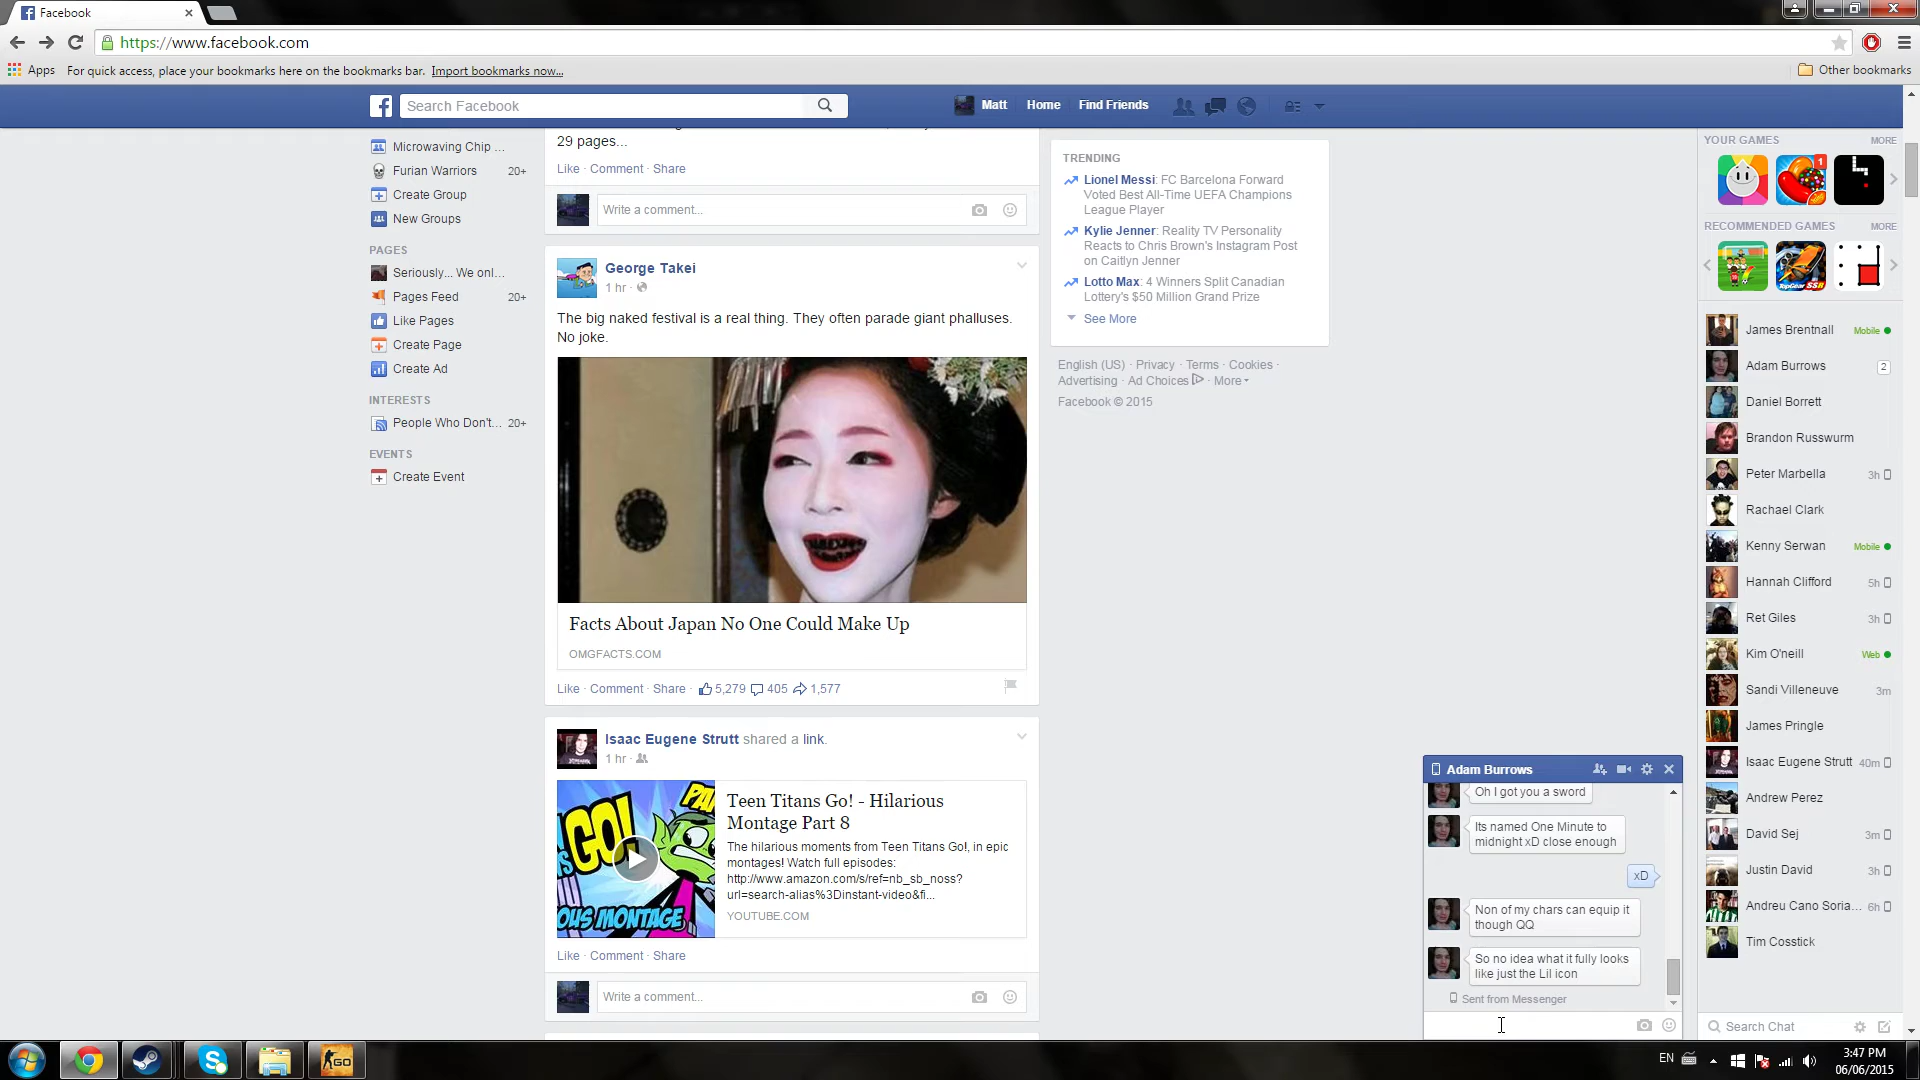 Facebook
https://www.facebook.com
Apps
For quick access, place your bookmarks here on the bookmarks bar.
Import bookmarks now...
Other bookmarks
Search Facebook
Matt
Home
Find Friends
Microwaving Chip ...
Furian Warriors 20+
Create Group
New Groups
PAGES
Seriously... We onl...
Pages Feed 20+
Like Pages
Create Page
Create Ad
INTERESTS
People Who Don't... 20+
EVENTS
Create Event
29 pages...
Like · Comment · Share
Write a comment...
George Takei
1 hr ·
The big naked festival is a real thing. They often parade giant phalluses.
No joke.
Facts About Japan No One Could Make Up
OMGFACTS.COM
Like · Comment · Share · 5,279 405 1,577
Isaac Eugene Strutt shared a link.
1 hr ·
GO!
OUS MONTAGE
Teen Titans Go! - Hilarious
Montage Part 8
The hilarious moments from Teen Titans Go!, in epic
montages! Watch full episodes:
http://www.amazon.com/s/ref=nb_sb_noss?
url=search-alias%3Dinstant-video&fi...
YOUTUBE.COM
Like · Comment · Share
Write a comment...
TRENDING
Lionel Messi: FC Barcelona Forward
Voted Best All-Time UEFA Champions
League Player
Kylie Jenner: Reality TV Personality
Reacts to Chris Brown's Instagram Post
on Caitlyn Jenner
Lotto Max: 4 Winners Split Canadian
Lottery's $50 Million Grand Prize
See More
English (US) · Privacy · Terms · Cookies ·
Advertising · Ad Choices · More
Facebook © 2015
YOUR GAMES MORE
1
RECOMMENDED GAMES MORE
James Brentnall Mobile
Adam Burrows 2
Daniel Borrett
Brandon Russwurm
Peter Marbella 3h
Rachael Clark
Kenny Serwan Mobile
Hannah Clifford 5h
Ret Giles 3h
Kim O'neill Web
Sandi Villeneuve 3m
James Pringle
Isaac Eugene Strutt 40m
Andrew Perez
David Sej 3m
Justin David 3h
Andreu Cano Soria... 6h
Tim Cosstick
Search Chat
Adam Burrows
Oh I got you a sword
Its named One Minute to
midnight xD close enough
xD
Non of my chars can equip it
though QQ
So no idea what it fully looks
like just the Lil icon
Sent from Messenger
GO
EN
3:47 PM
06/06/2015